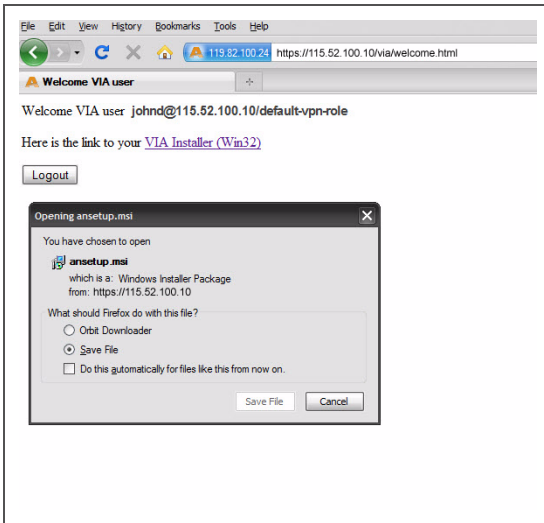 File Edit View History Bookmarks Tools Help
119.82.100.24 https://115.52.100.10/via/welcome.html
Welcome VIA user
Welcome VIA user johnd@115.52.100.10/default-vpn-role
Here is the link to your VIA Installer (Win32)
Logout
Opening ansetup.msi
You have chosen to open
ansetup.msi
which is a: Windows Installer Package
from: https://115.52.100.10
What should Firefox do with this file?
Orbit Downloader
Save File
Do this automatically for files like this from now on.
Save File Cancel